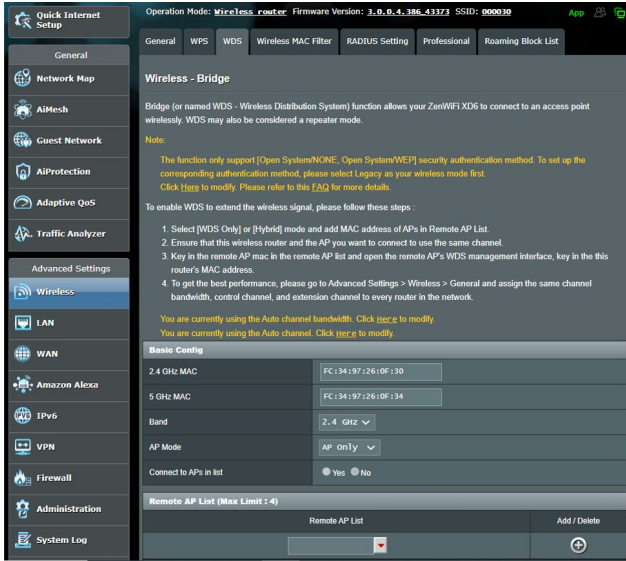 Quick Internet
Setup
Operation Mode: Wireless router Firmware Version: 3.0.0.4.386_43373 SSID: 000030
App
General
WPS
WDS
Wireless MAC Filter
RADIUS Setting
Professional
Roaming Block List
General
Network Map
AiMesh
Guest Network
AiProtection
Adaptive QoS
Traffic Analyzer
Advanced Settings
Wireless
LAN
WAN
Amazon Alexa
IPv6
VPN
Firewall
Administration
System Log
Wireless - Bridge
Bridge (or named WDS - Wireless Distribution System) function allows your ZenWiFi XD6 to connect to an access point
wirelessly. WDS may also be considered a repeater mode.
Note:
The function only support [Open System/NONE, Open System/WEP] security authentication method. To set up the
corresponding authentication method, please select Legacy as your wireless mode first.
Click Here to modify. Please refer to this FAQ for more details.
To enable WDS to extend the wireless signal, please follow these steps :
1. Select [WDS Only] or [Hybrid] mode and add MAC address of APs in Remote AP List.
2. Ensure that this wireless router and the AP you want to connect to use the same channel.
3. Key in the remote AP mac in the remote AP list and open the remote AP's WDS management interface, key in the this
router's MAC address.
4. To get the best performance, please go to Advanced Settings > Wireless > General and assign the same channel
bandwidth, control channel, and extension channel to every router in the network.
You are currently using the Auto channel bandwidth. Click Here to modify.
You are currently using the Auto channel. Click Here to modify.
Basic Config
2.4 GHz MAC FC:34:97:26:0F:30
5 GHz MAC FC:34:97:26:0F:34
Band 2.4 GHz
AP Mode AP Only
Connect to APs in list Yes No
Remote AP List (Max Limit : 4)
Remote AP List Add / Delete